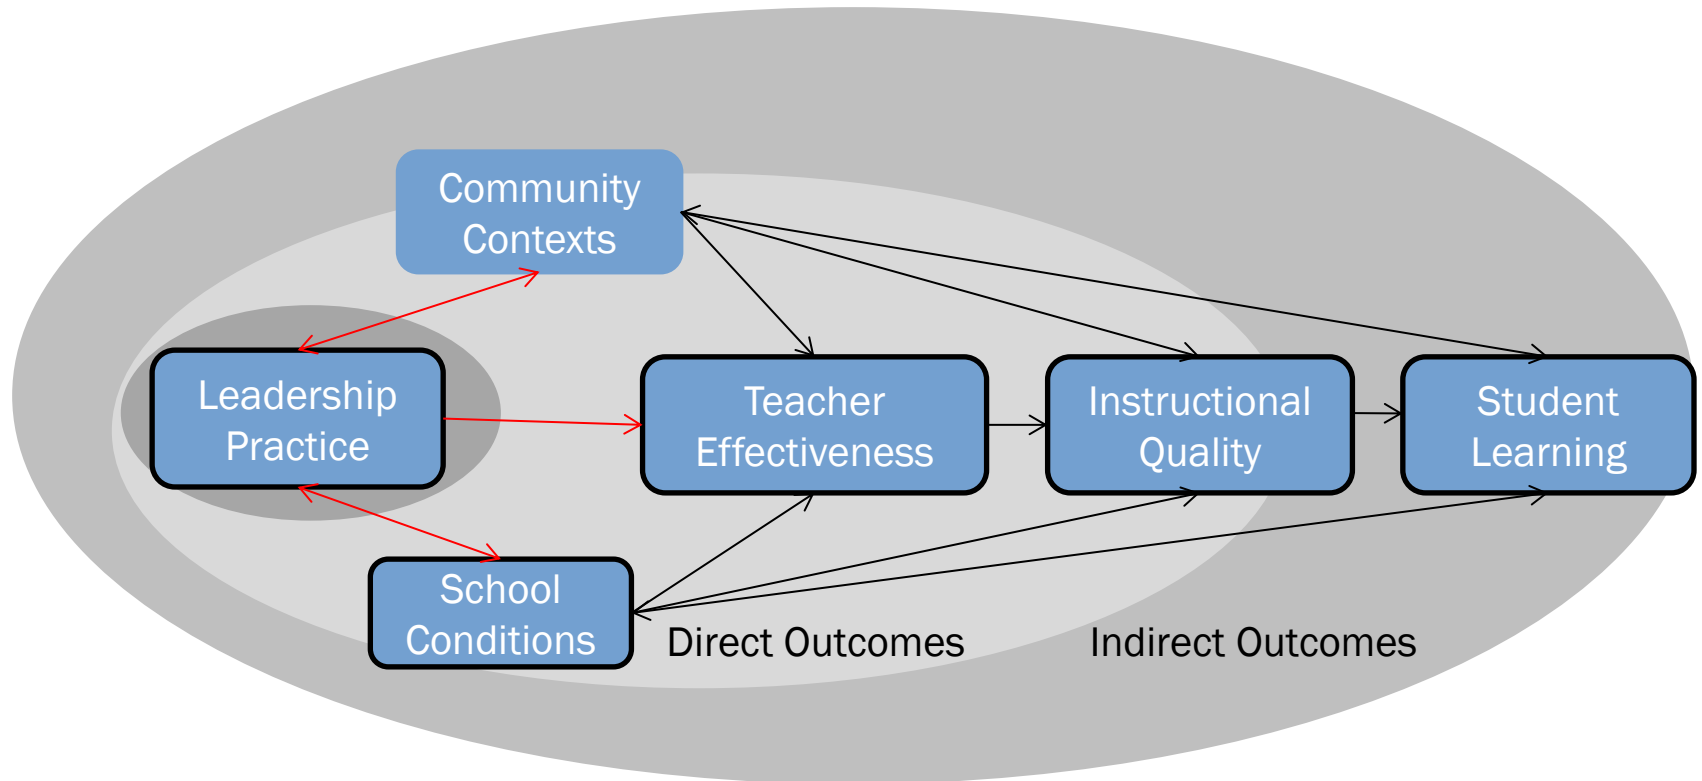 Community
Contexts
Leadership
Practice
Teacher
Effectiveness
Instructional
Quality
Student
Learning
School
Conditions
Direct Outcomes
Indirect Outcomes